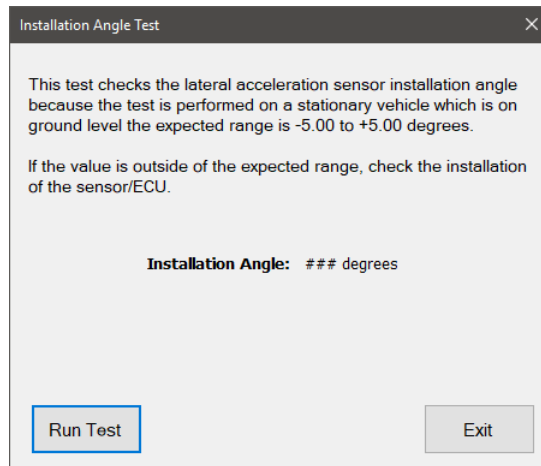 Installation Angle Test
This test checks the lateral acceleration sensor installation angle
because the test is performed on a stationary vehicle which is on
ground level the expected range is -5.00 to +5.00 degrees.
If the value is outside of the expected range, check the installation
of the sensor/ECU.
Installation Angle: ### degrees
Run Test
Exit